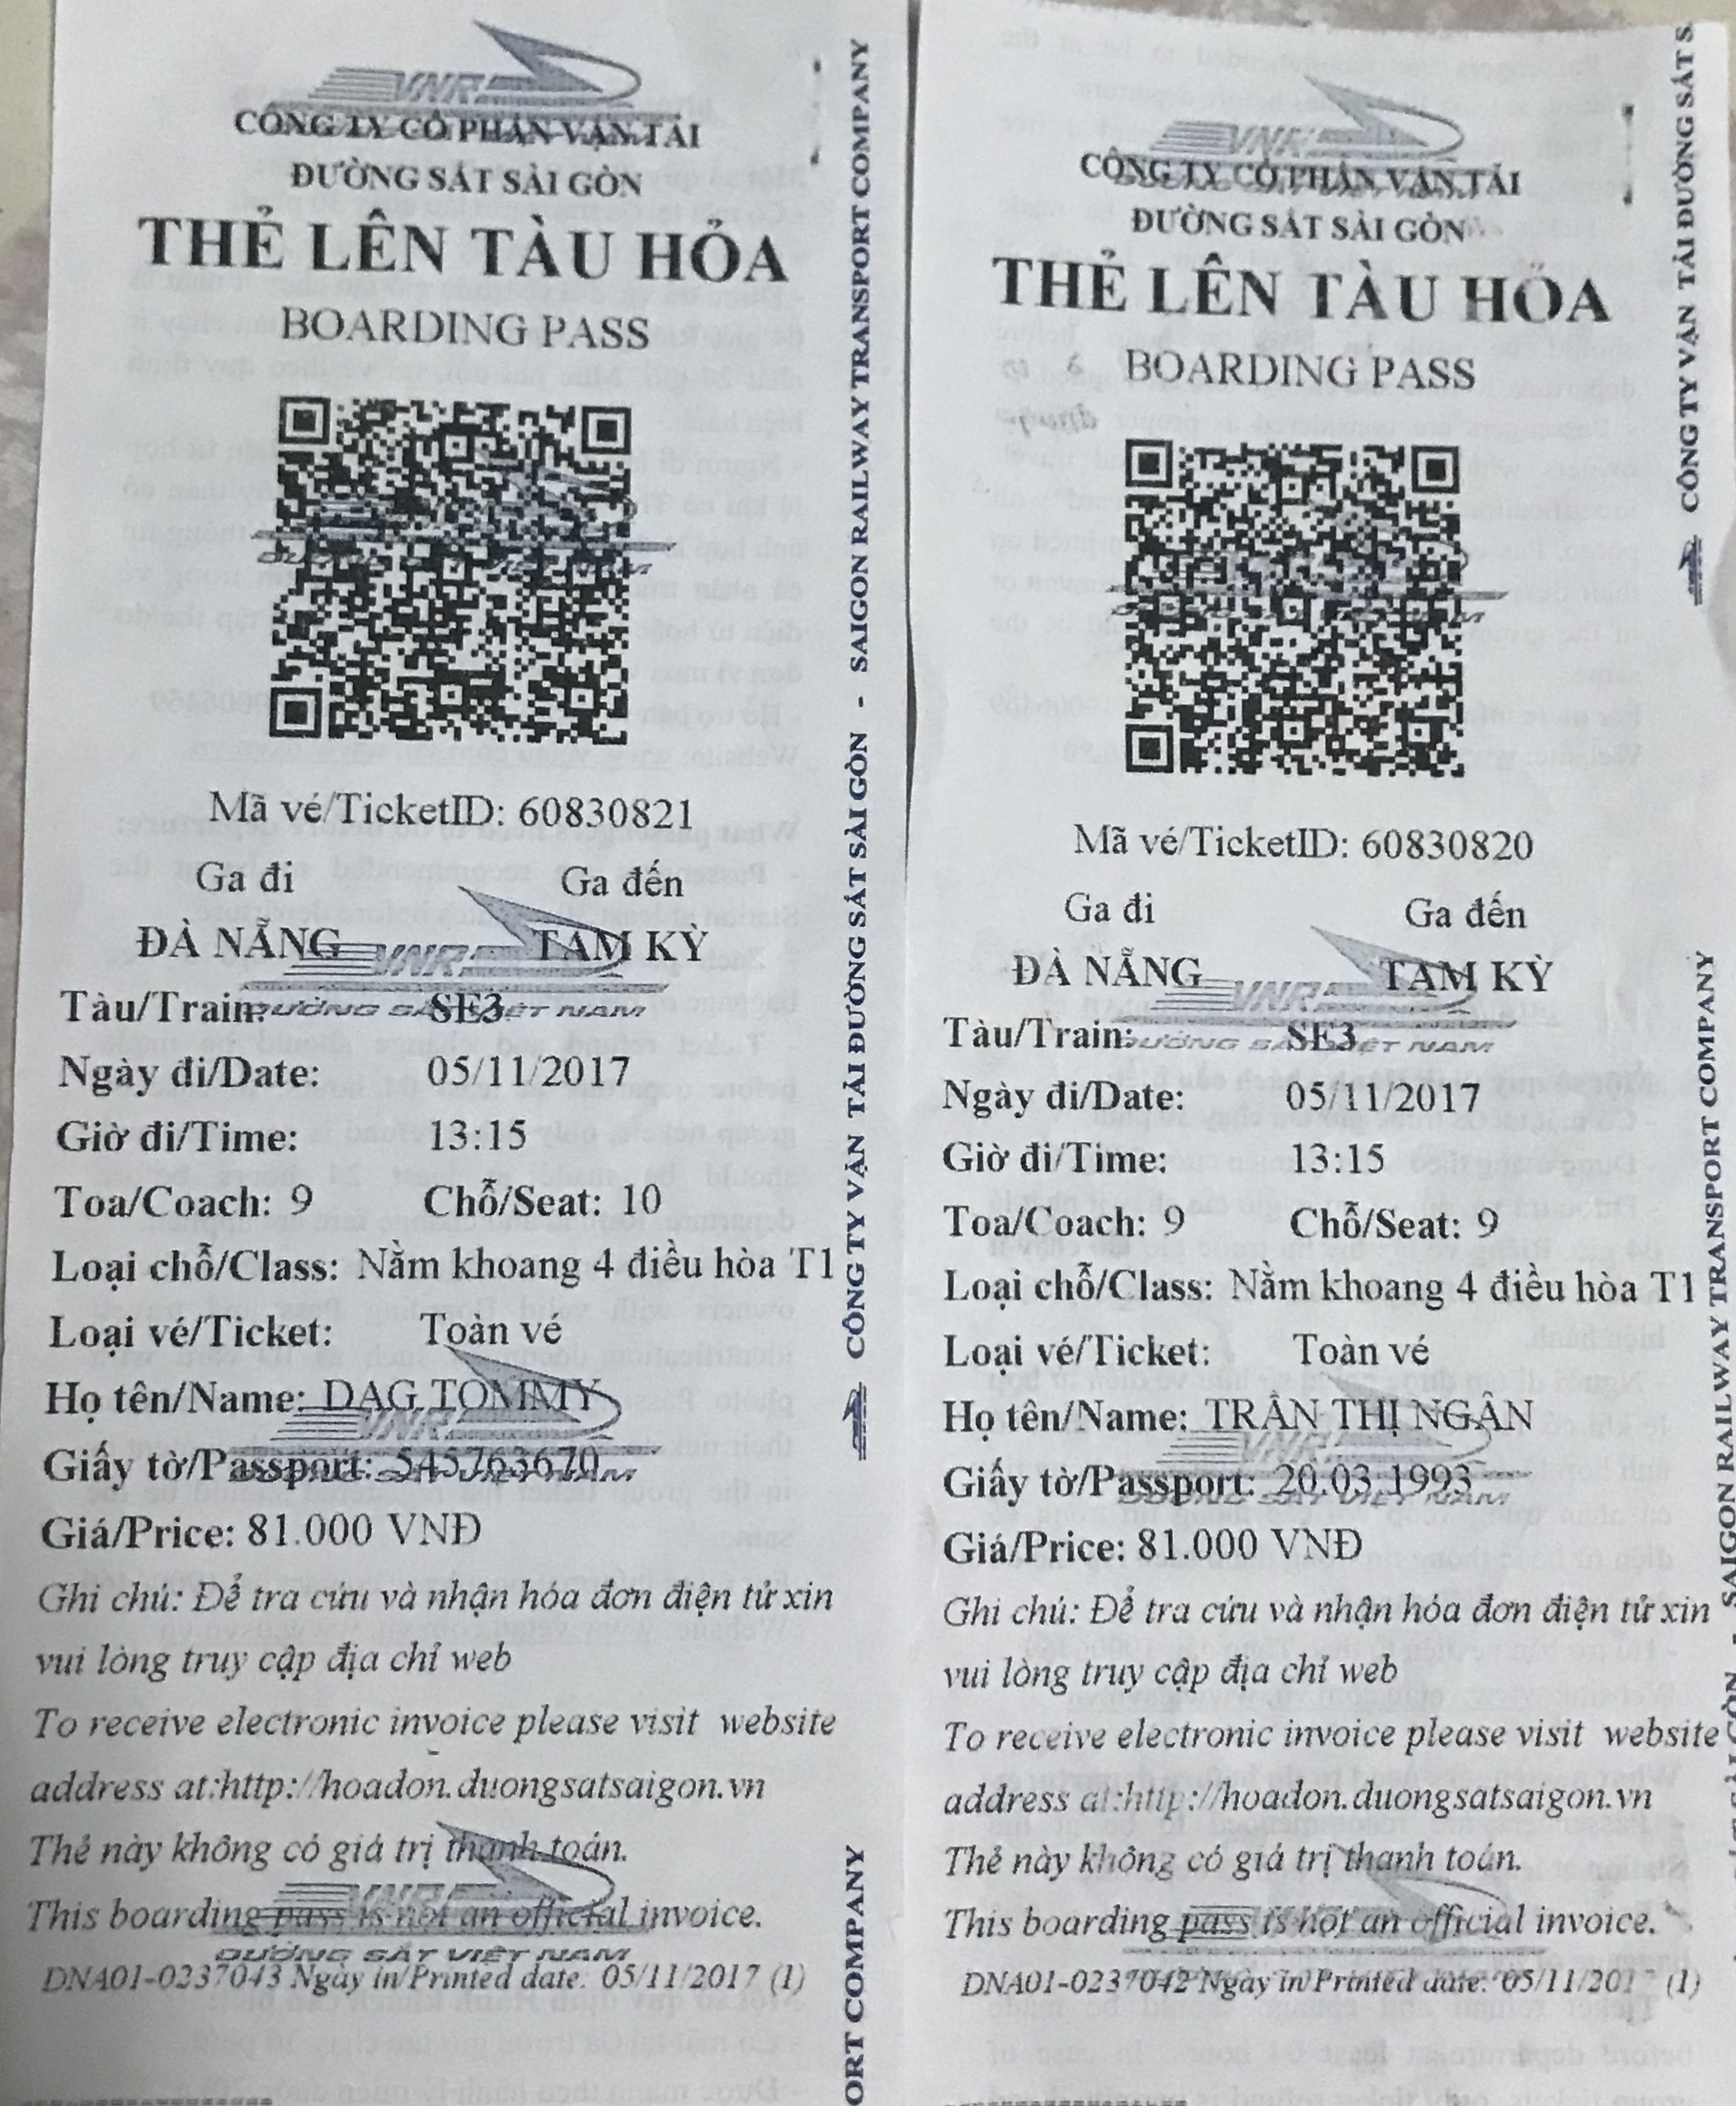 VNR
CÔNG TY CỔ PHẦN VẬN TẢI
ĐƯỜNG SẮT SÀI GÒN
THẺ LÊN TÀU HỎA
BOARDING PASS
Mã vé/TicketID: 60830821
Ga đi Ga đến
ĐÀ NẴNG TAM KỲ
Tàu/Train: SE3
Ngày đi/Date: 05/11/2017
Giờ đi/Time: 13:15
Toa/Coach: 9 Chỗ/Seat: 10
Loại chỗ/Class: Nằm khoang 4 điều hòa T1
Loại vé/Ticket: Toàn vé
Họ tên/Name: DAG TOMMY
Giấy tờ/Passport: 545763670
Giá/Price: 81.000 VNĐ
Ghi chú: Để tra cứu và nhận hóa đơn điện tử xin
vui lòng truy cập địa chỉ web
To receive electronic invoice please visit website
address at:http://hoadon.duongsatsaigon.vn
Thẻ này không có giá trị thanh toán.
This boarding pass is not an official invoice.
ĐƯỜNG SẮT VIỆT NAM
DNA01-0237043 Ngày in/Printed date: 05/11/2017 (1)
CÔNG TY VẬN TẢI ĐƯỜNG SẮT SÀI GÒN - SAIGON RAILWAY TRANSPORT COMPANY
ORT COMPANY
VNR
CÔNG TY CỔ PHẦN VẬN TẢI
ĐƯỜNG SẮT SÀI GÒN
THẺ LÊN TÀU HỎA
BOARDING PASS
Mã vé/TicketID: 60830820
Ga đi Ga đến
ĐÀ NẴNG TAM KỲ
Tàu/Train: SE3
Ngày đi/Date: 05/11/2017
Giờ đi/Time: 13:15
Toa/Coach: 9 Chỗ/Seat: 9
Loại chỗ/Class: Nằm khoang 4 điều hòa T1
Loại vé/Ticket: Toàn vé
Họ tên/Name: TRẦN THỊ NGÂN
Giấy tờ/Passport: 20.03.1993
Giá/Price: 81.000 VNĐ
Ghi chú: Để tra cứu và nhận hóa đơn điện tử xin
vui lòng truy cập địa chỉ web
To receive electronic invoice please visit website
address at:http://hoadon.duongsatsaigon.vn
Thẻ này không có giá trị thanh toán.
This boarding pass is not an official invoice.
DNA01-0237042 Ngày in/Printed date: 05/11/2017 (1)
CÔNG TY VẬN TẢI ĐƯỜNG SẮT S
SÀI GÒN - SAIGON RAILWAY TRANSPORT COMPANY